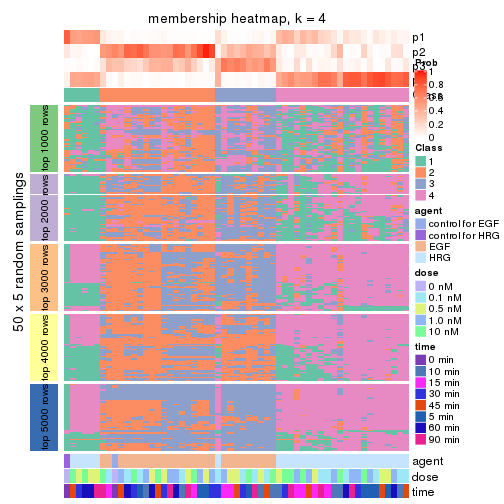 membership heatmap, k = 4
p1
p2
p3
Prob
1
0.8
0.6
0.4
0.2
0
Class
1
2
3
4
agent
control for EGF
control for HRG
EGF
HRG
dose
0 nM
0.1 nM
0.5 nM
1.0 nM
10 nM
time
0 min
10 min
15 min
30 min
45 min
5 min
60 min
90 min
50 x 5 random samplings
top 1000 rows
top 2000 rows
top 3000 rows
top 4000 rows
top 5000 rows
agent
dose
time